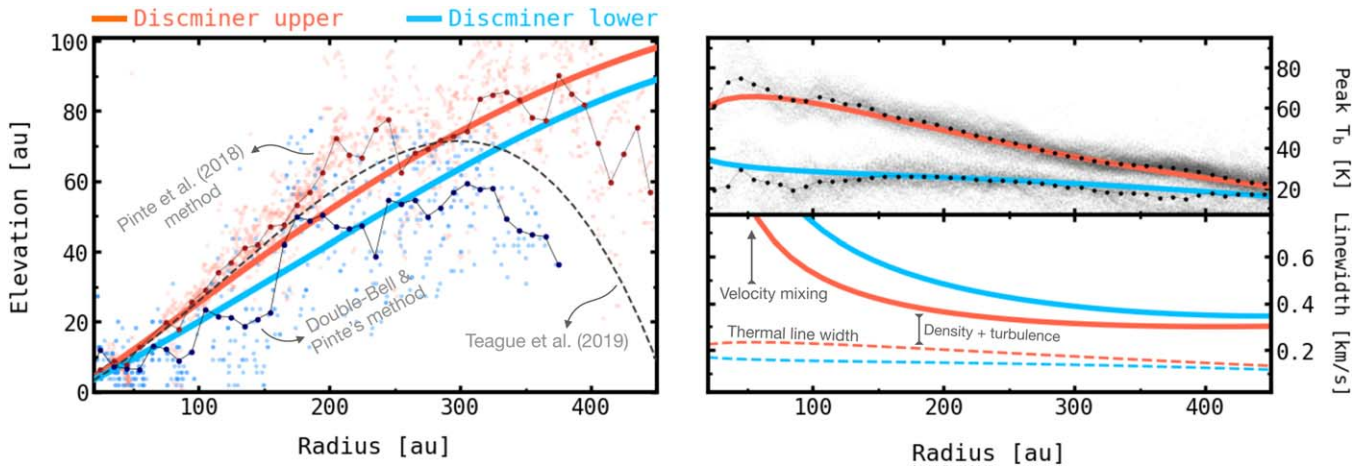 Discminer upper
Discminer lower
100
80
60
40
20
0
Elevation [au]
Pinte et al. (2018)
method
Double-Bell &
Pinte's method
Teague et al. (2019)
100
200
300
400
Radius [au]
80
60
40
20
Peak Tb [K]
0.6
0.4
0.2
Linewidth [km/s]
Velocity mixing
Thermal line width
Density + turbulence
100
200
300
400
Radius [au]